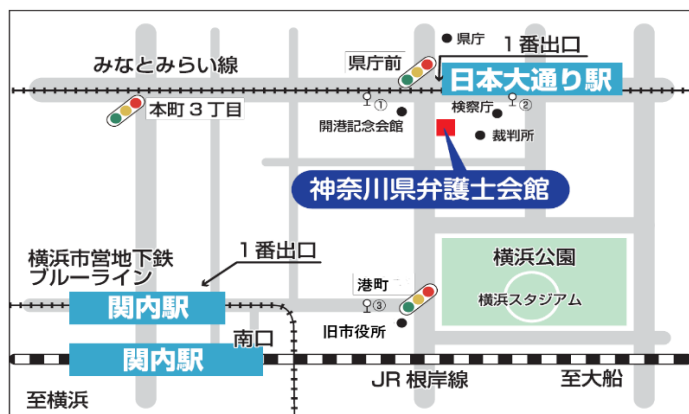 県庁
１番出口
県庁前
みなとみらい線
日本大通り駅
本町３丁目
①
開港記念会館
検察庁
②
裁判所
神奈川県弁護士会館
横浜市営地下鉄
ブルーライン
１番出口
横浜公園
港町
横浜スタジアム
関内駅
③
旧市役所
南口
関内駅
JR根岸線
至大船
至横浜